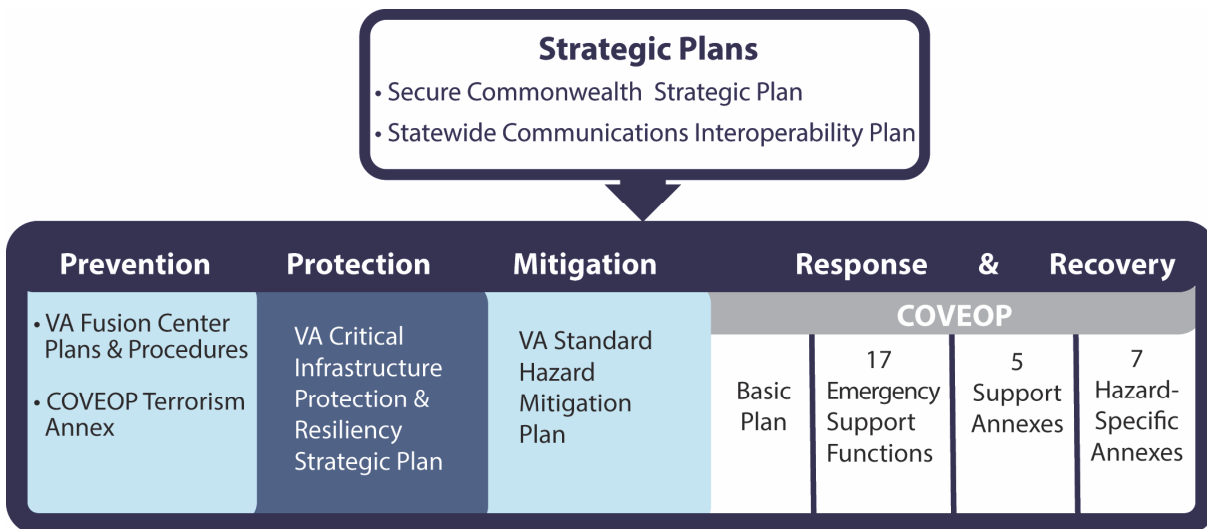 Strategic Plans
• Secure Commonwealth Strategic Plan
• Statewide Communications Interoperability Plan
Prevention
Protection
Mitigation
Response & Recovery
• VA Fusion Center
Plans & Procedures
• COVEOP Terrorism
Annex
VA Critical
Infrastructure
Protection &
Resiliency
Strategic Plan
VA Standard
Hazard
Mitigation
Plan
COVEOP
Basic
Plan
17
Emergency
Support
Functions
5
Support
Annexes
7
Hazard-
Specific
Annexes